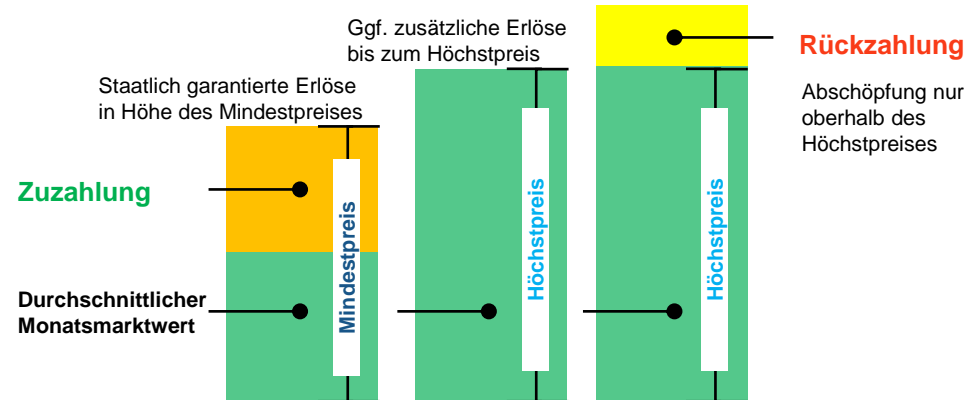 Ggf. zusätzliche Erlöse
bis zum Höchstpreis
Rückzahlung
Staatlich garantierte Erlöse
in Höhe des Mindestpreises
Abschöpfung nur
oberhalb des
Höchstpreises
Zuzahlung
Mindestpreis
Höchstpreis
Höchstpreis
Durchschnittlicher
Monatsmarktwert